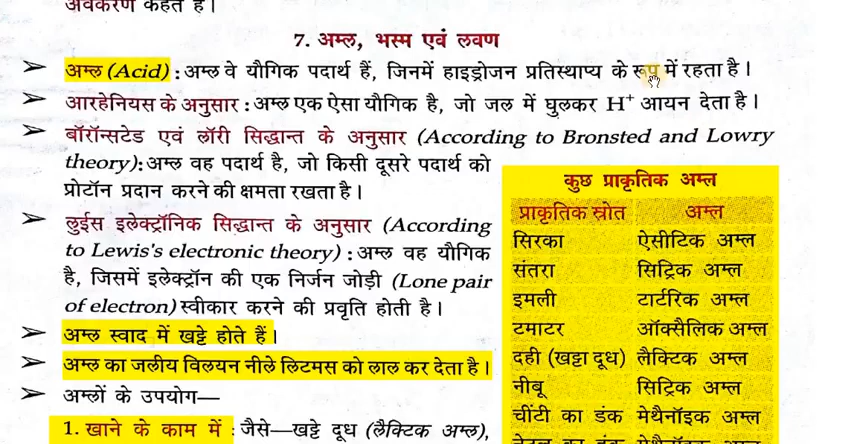 अवकरण कहते हैं।
7. अम्ल, भस्म एवं लवण
➢ अम्ल (Acid) : अम्ल वे यौगिक पदार्थ हैं, जिनमें हाइड्रोजन प्रतिस्थाप्य के रूप में रहता है।
➢ आरहेनियस के अनुसार : अम्ल एक ऐसा यौगिक है, जो जल में घुलकर H⁺ आयन देता है।
➢ बॉरॉन्सटेड एवं लॉरी सिद्धान्त के अनुसार (According to Bronsted and Lowry
theory) : अम्ल वह पदार्थ है, जो किसी दूसरे पदार्थ को
प्रोटॉन प्रदान करने की क्षमता रखता है।
➢ लुईस इलेक्ट्रॉनिक सिद्धान्त के अनुसार (According
to Lewis's electronic theory) : अम्ल वह यौगिक
है, जिसमें इलेक्ट्रॉन की एक निर्जन जोड़ी (Lone pair
of electron) स्वीकार करने की प्रवृति होती है।
➢ अम्ल स्वाद में खट्टे होते हैं।
➢ अम्ल का जलीय विलयन नीले लिटमस को लाल कर देता है।
➢ अम्लों के उपयोग—
1. खाने के काम में : जैसे—खट्टे दूध (लैक्टिक अम्ल),
कुछ प्राकृतिक अम्ल
प्राकृतिक स्रोत अम्ल
सिरका ऐसीटिक अम्ल
संतरा सिट्रिक अम्ल
इमली टार्टरिक अम्ल
टमाटर ऑक्सैलिक अम्ल
दही (खट्टा दूध) लैक्टिक अम्ल
नीबू सिट्रिक अम्ल
चींटी का डंक मेथैनॉइक अम्ल